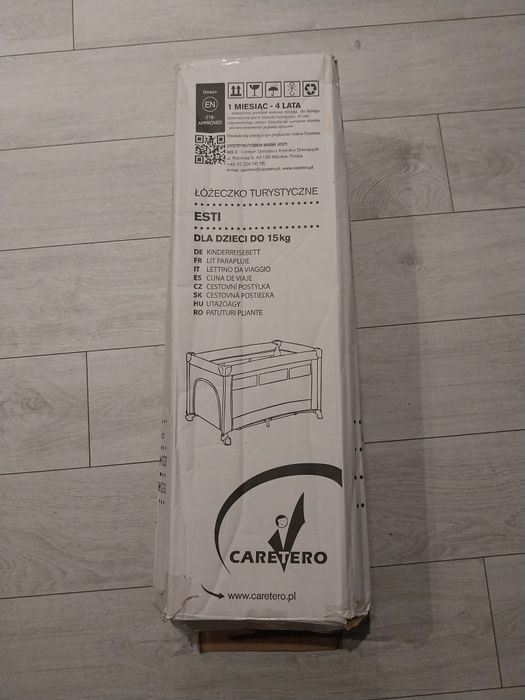 EN
-716-
APPROVED
1 MIESIĄC - 4 LATA
DYSTRYBUTOREM MARKI JEST:
ŁÓŻECZKO TURYSTYCZNE
ESTI
DLA DZIECI DO 15kg
DE KINDERREISEBETT
FR LIT PARAPLUIE
IT LETTINO DA VIAGGIO
ES CUNA DE VIAJE
CZ CESTOVNÍ POSTÝLKA
SK CESTOVNÁ POSTIEĽKA
HU UTAZÓÁGY
RO PATUTURI PLIANTE
CARETERO
www.caretero.pl